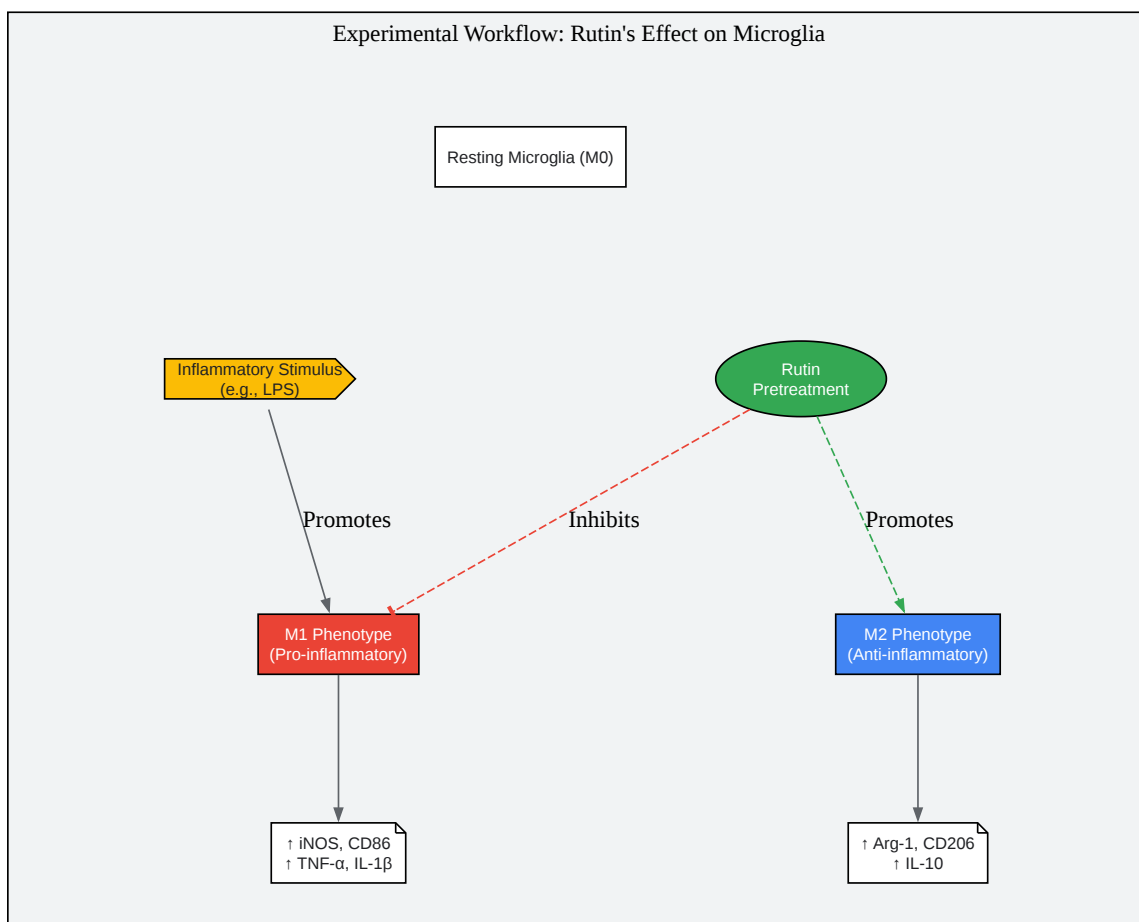 Experimental Workflow: Rutin's Effect on Microglia
Resting Microglia (M0)
Inflammatory Stimulus
(e.g., LPS)
Rutin
Pretreatment
Promotes
Inhibits
Promotes
M1 Phenotype
(Pro-inflammatory)
M2 Phenotype
(Anti-inflammatory)
↑ iNOS, CD86
↑ TNF-α, IL-1β
↑ Arg-1, CD206
↑ IL-10